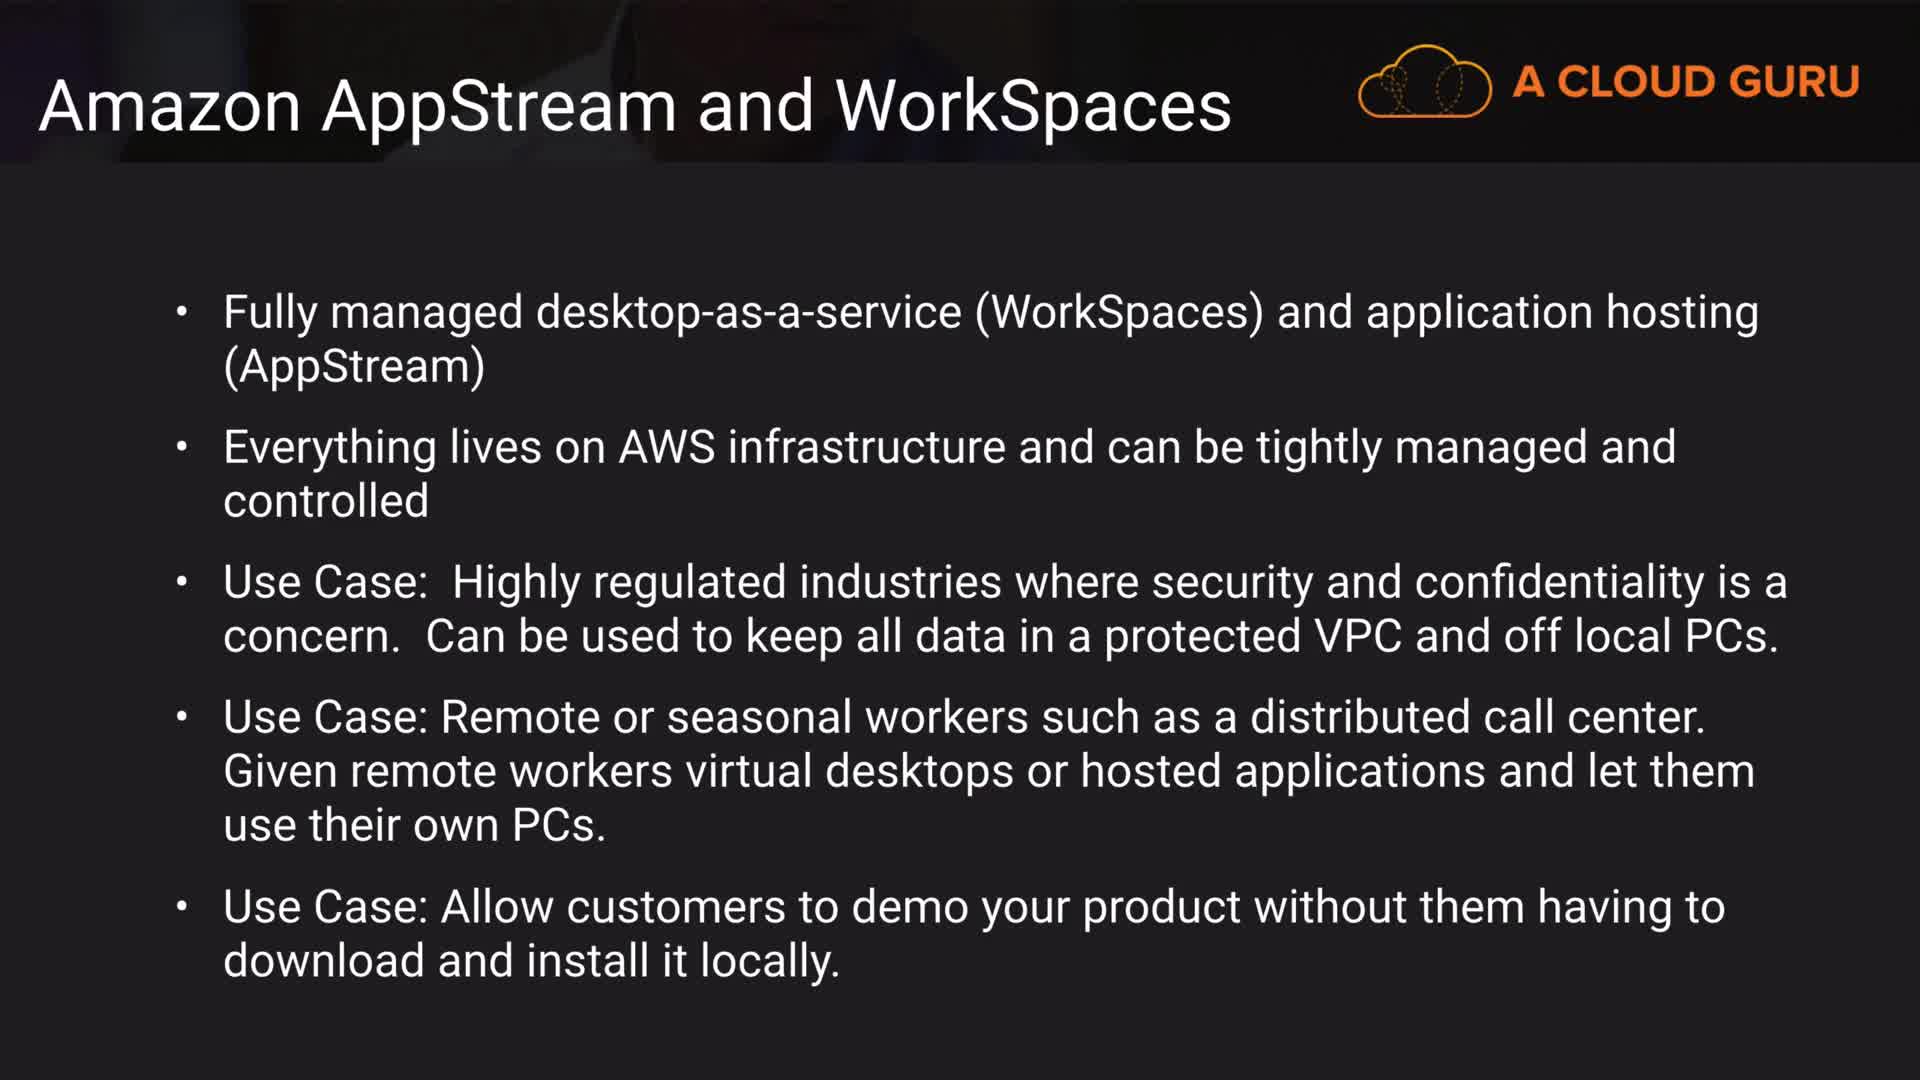 Amazon AppStream and WorkSpaces
A CLOUD GURU
• Fully managed desktop-as-a-service (WorkSpaces) and application hosting
(AppStream)
• Everything lives on AWS infrastructure and can be tightly managed and
controlled
• Use Case:  Highly regulated industries where security and confidentiality is a
concern.  Can be used to keep all data in a protected VPC and off local PCs.
• Use Case: Remote or seasonal workers such as a distributed call center.
Given remote workers virtual desktops or hosted applications and let them
use their own PCs.
• Use Case: Allow customers to demo your product without them having to
download and install it locally.